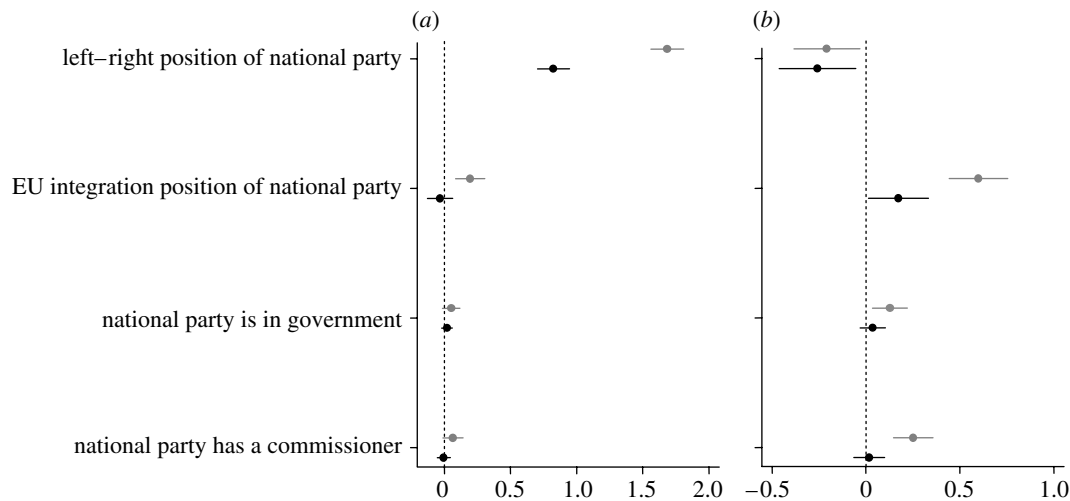 (a) (b)
left–right position of national party
EU integration position of national party
national party is in government
national party has a commissioner
0 0.5 1.0 1.5 2.0 −0.5 0 0.5 1.0